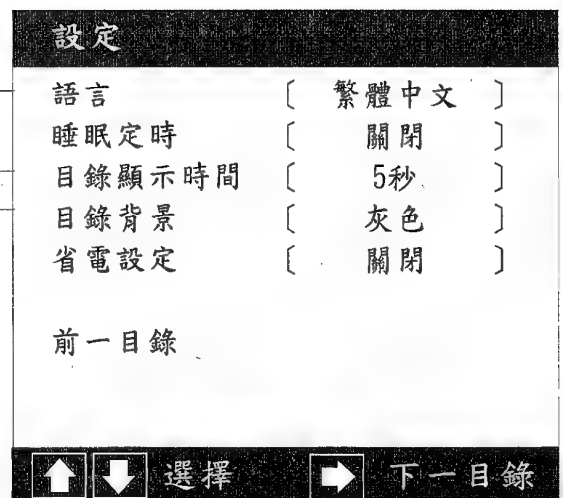 設定
語言 〔 繁體中文 〕
睡眠定時 〔 關閉 〕
目錄顯示時間 〔 5秒 〕
目錄背景 〔 灰色 〕
省電設定 〔 關閉 〕
前一目錄
選擇 下一目錄